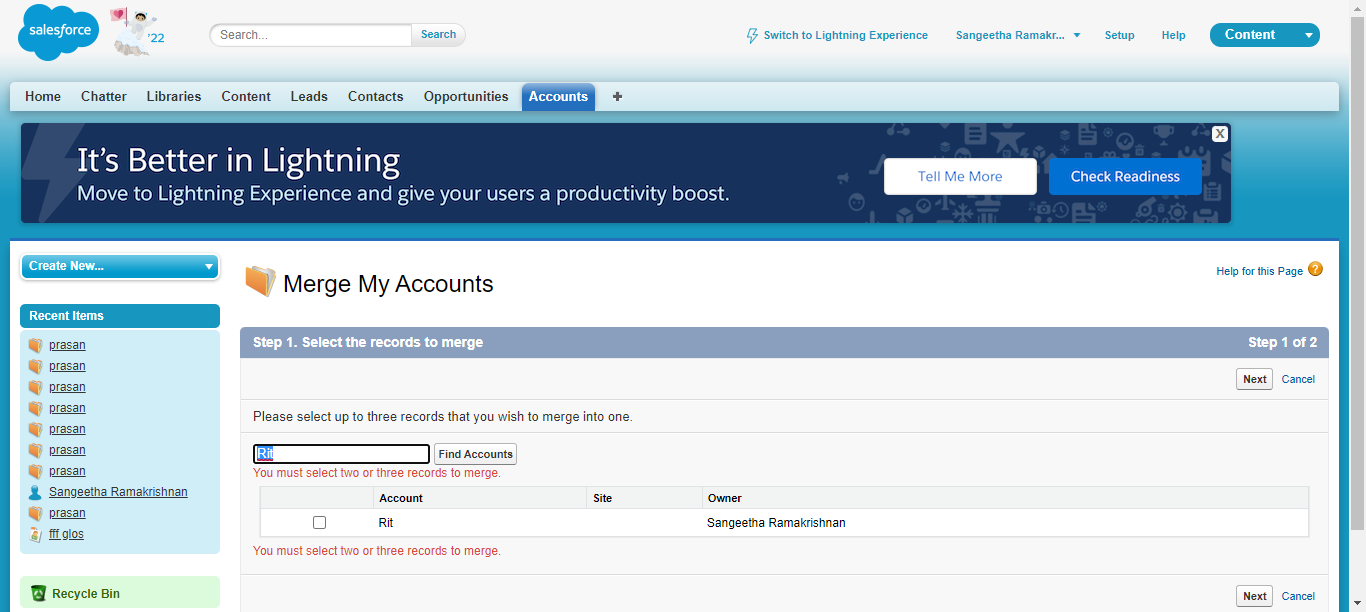 salesforce
'22
Search...
Search
Switch to Lightning Experience
Sangeetha Ramakr...
Setup
Help
Content
Home
Chatter
Libraries
Content
Leads
Contacts
Opportunities
Accounts
+
It's Better in Lightning
Move to Lightning Experience and give your users a productivity boost.
Tell Me More
Check Readiness
X
Create New...
Recent Items
prasan
prasan
prasan
prasan
prasan
prasan
prasan
Sangeetha Ramakrishnan
prasan
fff glos
Recycle Bin
Merge My Accounts
Help for this Page ?
Step 1. Select the records to merge
Step 1 of 2
Next
Cancel
Please select up to three records that you wish to merge into one.
Rit
Find Accounts
You must select two or three records to merge.
Account Site Owner
Rit Sangeetha Ramakrishnan
You must select two or three records to merge.
Next
Cancel